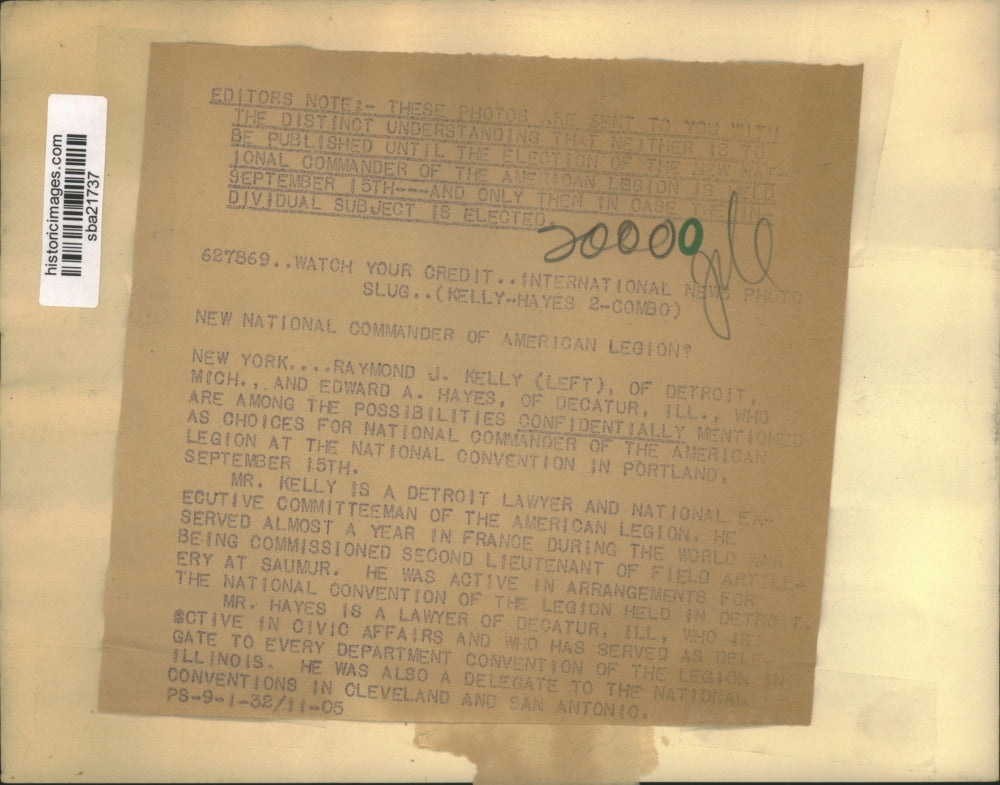 historicimages.com
sba21737
EDITORS NOTE:- THESE PHOTOS ARE SENT TO YOU WITH
THE DISTINCT UNDERSTANDING THAT NEITHER IS TO
BE PUBLISHED UNTIL THE ELECTION OF THE NEW NAT-
IONAL COMMANDER OF THE AMERICAN LEGION IS HELD
SEPTEMBER 15TH---AND ONLY THEN IN CASE THE IN-
DIVIDUAL SUBJECT IS ELECTED.
20000
627869..WATCH YOUR CREDIT..INTERNATIONAL NEWS PHOTO
SLUG..(KELLY-HAYES 2-COMBO)
NEW NATIONAL COMMANDER OF AMERICAN LEGION?
NEW YORK....RAYMOND J. KELLY (LEFT), OF DETROIT,
MICH., AND EDWARD A. HAYES, OF DECATUR, ILL., WHO
ARE AMONG THE POSSIBILITIES CONFIDENTIALLY MENTIONED
AS CHOICES FOR NATIONAL COMMANDER OF THE AMERICAN
LEGION AT THE NATIONAL CONVENTION IN PORTLAND,
SEPTEMBER 15TH.
MR. KELLY IS A DETROIT LAWYER AND NATIONAL EX-
ECUTIVE COMMITTEEMAN OF THE AMERICAN LEGION. HE
SERVED ALMOST A YEAR IN FRANCE DURING THE WORLD WAR
BEING COMMISSIONED SECOND LIEUTENANT OF FIELD ARTTLL-
ERY AT SAUMUR. HE WAS ACTIVE IN ARRANGEMENTS FOR
THE NATIONAL CONVENTION OF THE LEGION HELD IN DETROIT.
MR. HAYES IS A LAWYER OF DECATUR, ILL, WHO IS
ACTIVE IN CIVIC AFFAIRS AND WHO HAS SERVED AS DELE-
GATE TO EVERY DEPARTMENT CONVENTION OF THE LEGION IN
ILLINOIS. HE WAS ALSO A DELEGATE TO THE NATIONAL
CONVENTIONS IN CLEVELAND AND SAN ANTONIO.
PS-9-1-32/11-05